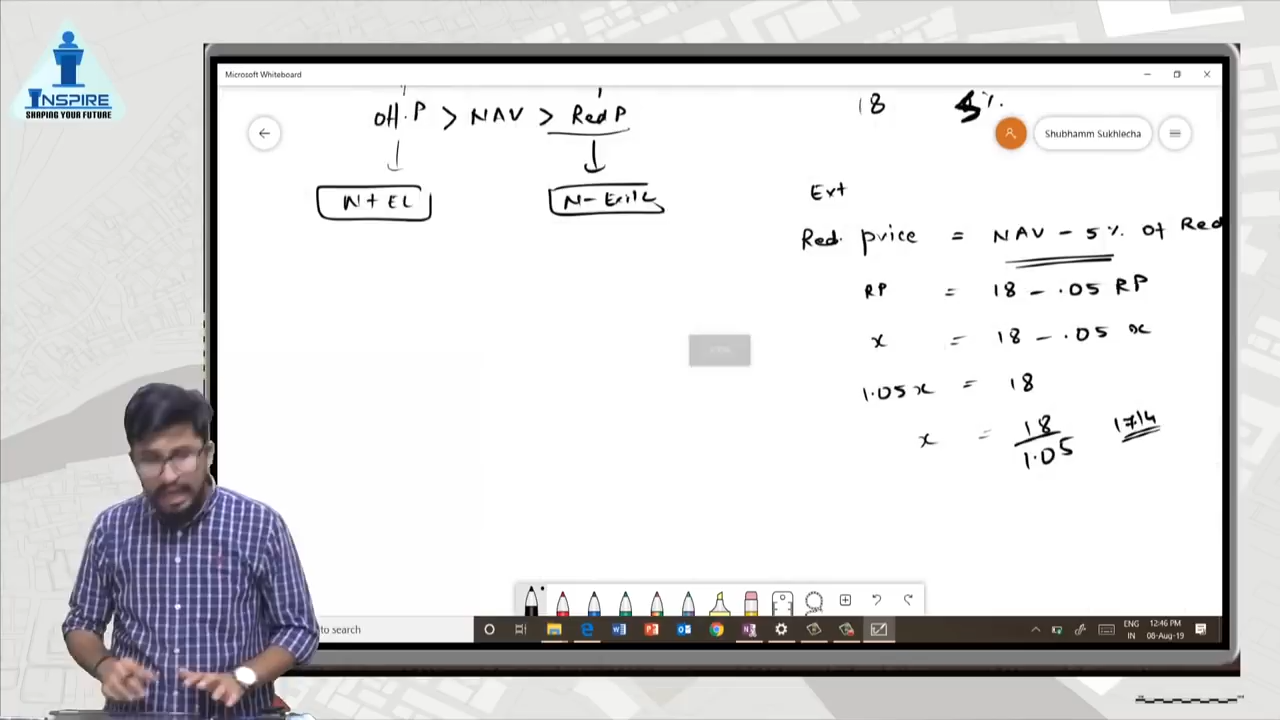 INSPIRE
SHAPING YOUR FUTURE
Microsoft Whiteboard
off.P > NAV > Red P
18 5%.
Shubhamm Sukhlecha
N + EL
N - Exit L
Ext
Red. price = NAV - 5% of Red
RP = 18 - .05 RP
x = 18 - .05 x
1.05x = 18
x = 18/1.05 17.14
to search
ENG
IN
12:46 PM
08-Aug-19